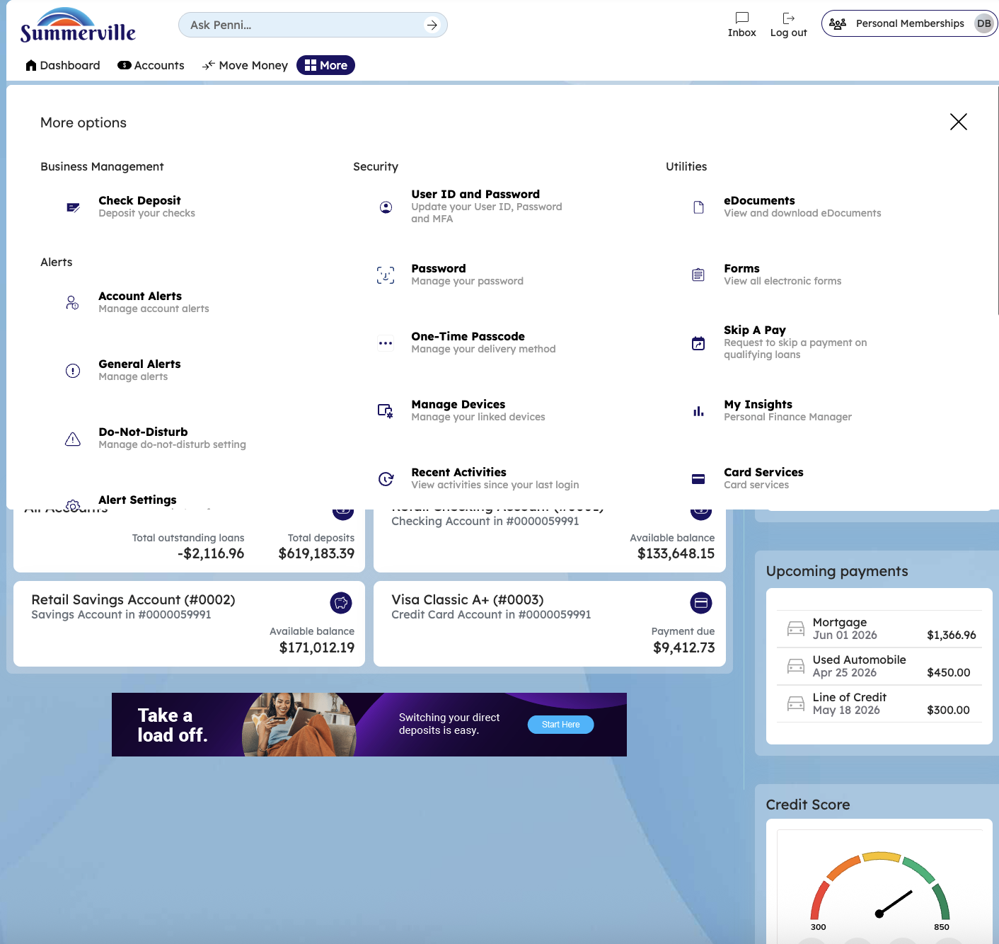 Summerville
Ask Penni...
Inbox
Log out
Personal Memberships
DB
Dashboard
Accounts
Move Money
More
More options
Business Management
Check Deposit
Deposit your checks
Alerts
Account Alerts
Manage account alerts
General Alerts
Manage alerts
Do-Not-Disturb
Manage do-not-disturb setting
Alert Settings
Security
User ID and Password
Update your User ID, Password
and MFA
Password
Manage your password
One-Time Passcode
Manage your delivery method
Manage Devices
Manage your linked devices
Recent Activities
View activities since your last login
Utilities
eDocuments
View and download eDocuments
Forms
View all electronic forms
Skip A Pay
Request to skip a payment on
qualifying loans
My Insights
Personal Finance Manager
Card Services
Card services
All Accounts
Total outstanding loans
-$2,116.96
Total deposits
$619,183.39
Retail Checking Account (#0001)
Checking Account in #0000059991
Available balance
$133,648.15
Retail Savings Account (#0002)
Savings Account in #0000059991
Available balance
$171,012.19
Visa Classic A+ (#0003)
Credit Card Account in #0000059991
Payment due
$9,412.73
Take a
load off.
Switching your direct
deposits is easy.
Start Here
Upcoming payments
Mortgage
Jun 01 2026
$1,366.96
Used Automobile
Apr 25 2026
$450.00
Line of Credit
May 18 2026
$300.00
Credit Score
300
850